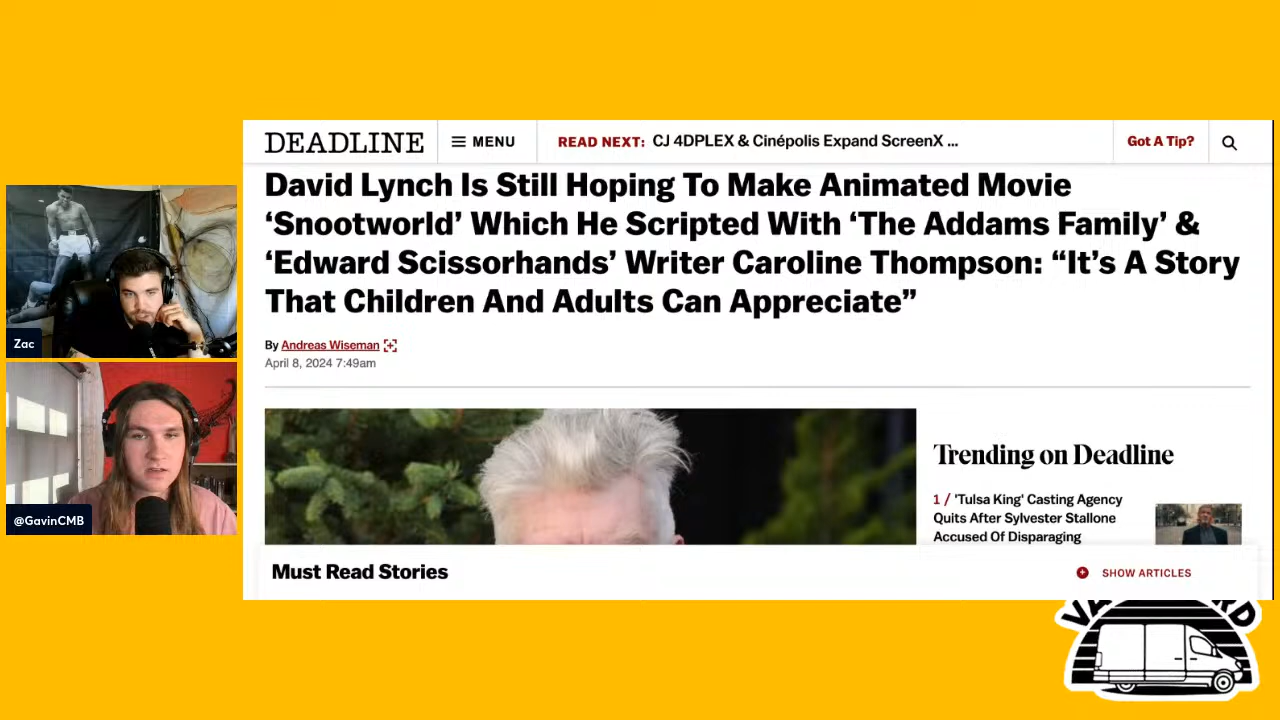 DEADLINE
MENU
READ NEXT: CJ 4DPLEX & Cinépolis Expand ScreenX ...
Got A Tip?
David Lynch Is Still Hoping To Make Animated Movie
‘Snootworld’ Which He Scripted With ‘The Addams Family’ &
‘Edward Scissorhands’ Writer Caroline Thompson: “It’s A Story
That Children And Adults Can Appreciate”
By Andreas Wiseman
April 8, 2024 7:49am
Zac
@GavinCMB
Trending on Deadline
1 / 'Tulsa King' Casting Agency
Quits After Sylvester Stallone
Accused Of Disparaging
Must Read Stories
SHOW ARTICLES